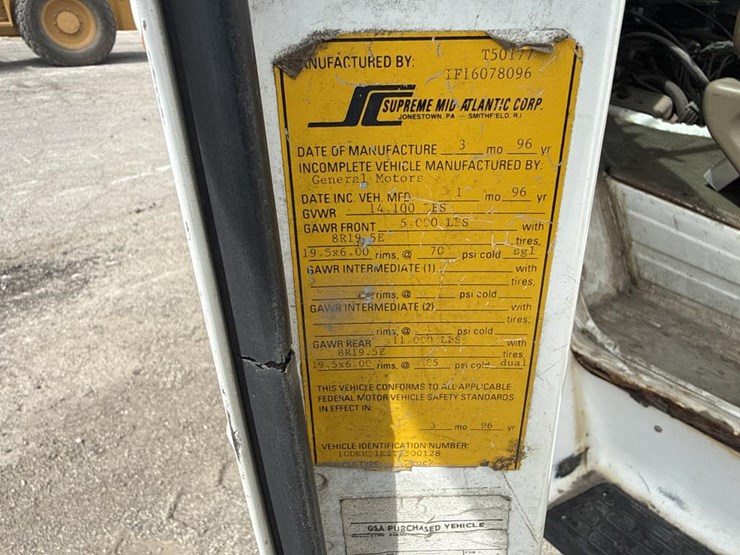 NUFACTURED BY: T50177
1F16078096
SUPREME MID ATLANTIC CORP.
JONESTOWN, PA — SMITHFIELD, R.I.
DATE OF MANUFACTURE 3 mo 96 yr
INCOMPLETE VEHICLE MANUFACTURED BY:
General Motors
DATE INC. VEH. MFD 1 mo 96 yr
GVWR 14,100 LBS
GAWR FRONT 5,000 LBS with
8R19.5E tires,
19.5x6.00 rims, @ 70 psi cold sgl
GAWR INTERMEDIATE (1) with
tires,
rims, @ psi cold
GAWR INTERMEDIATE (2) with
tires,
rims, @ psi cold
GAWR REAR 11,000 LBS with
8R19.5E tires
19.5x6.00 rims, @ psi cold dual
THIS VEHICLE CONFORMS TO ALL APPLICABLE
FEDERAL MOTOR VEHICLE SAFETY STANDARDS
IN EFFECT IN
3 mo 96 yr
VEHICLE IDENTIFICATION NUMBER:
GSA PURCHASED VEHICLE